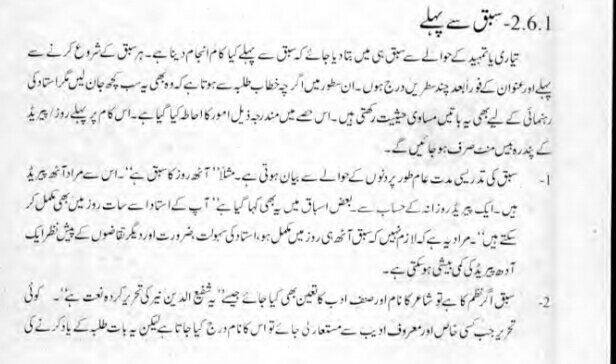 2.6.1- سبق سے پہلے
تیاری یا تمہید کے حوالے سے سبق ہی میں بتا دیا جائے کہ سبق سے پہلے کیا کام انجام دینا ہے۔ ہر سبق کے شروع کرنے سے
پہلے اور عنوان کے فوراً بعد چند سطریں درج ہوں۔ ان سطور میں اگرچہ خطاب طلبہ سے ہوتا ہے کہ وہ بھی یہ سب کچھ جان لیں مگر استاد کی
رہنمائی کے لیے بھی یہ باتیں مساوی حیثیت رکھتی ہیں۔ اس حصے میں مندرجہ ذیل امور کا احاطہ کیا گیا ہے۔ اس کام پر پہلے روز/ پیریڈ
کے پندرہ بیس منٹ صرف ہو جائیں گے۔
1- سبق کی تدریسی مدت عام طور پر دنوں کے حوالے سے بیان ہوتی ہے۔ مثلاً ”آٹھ روز کا سبق ہے“۔ اس سے مراد آٹھ پیریڈ
ہیں۔ ایک پیریڈ روزانہ کے حساب سے۔ بعض اسباق میں یہ بھی کہا گیا ہے ”آپ کے استاد اسے سات روز میں بھی مکمل کر
سکتے ہیں“۔ مراد یہ ہے کہ لازم نہیں کہ سبق آٹھ ہی روز میں مکمل ہو، استاد کی سہولت، ضرورت اور دیگر تقاضوں کے پیش نظر ایک
آدھ پیریڈ کی کمی بیشی ہو سکتی ہے۔
2- سبق اگر نظم کا ہے تو شاعر کا نام اور صنف ادب کا تعین بھی کیا جائے جیسے ”یہ شفیع الدین نیر کی تحریر کردہ نعت ہے“۔ کوئی
تحریر جب کسی خاص اور معروف ادیب سے مستعار لی جائے تو اس کا نام درج کیا جاتا ہے لیکن یہ بات طلبہ کے یاد کرنے کی